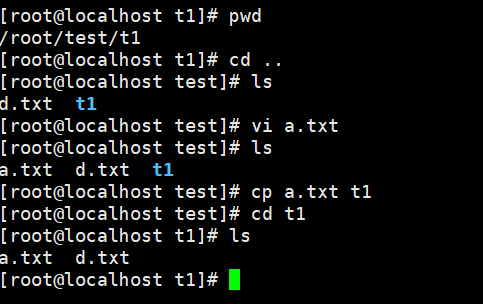 [root@localhost t1]# pwd
/root/test/t1
[root@localhost t1]# cd ..
[root@localhost test]# ls
d.txt  t1
[root@localhost test]# vi a.txt
[root@localhost test]# ls
a.txt  d.txt  t1
[root@localhost test]# cp a.txt t1
[root@localhost test]# cd t1
[root@localhost t1]# ls
a.txt  d.txt
[root@localhost t1]#